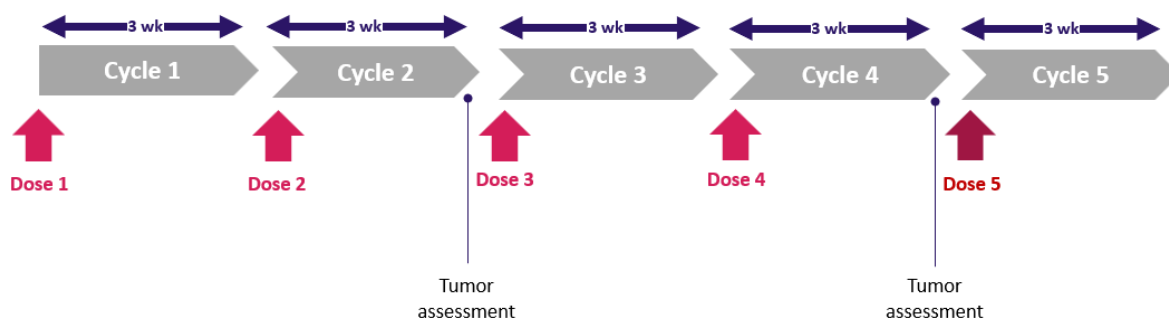 3 wk
3 wk
3 wk
3 wk
3 wk
Cycle 1
Cycle 2
Cycle 3
Cycle 4
Cycle 5
Dose 1
Dose 2
Dose 3
Dose 4
Dose 5
Tumor
assessment
Tumor
assessment